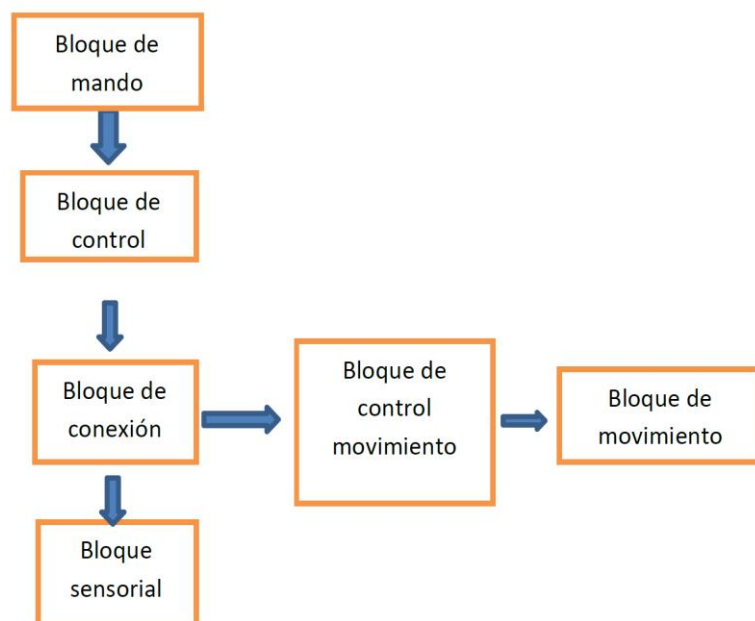 Bloque de
mando
Bloque de
control
Bloque de
conexión
Bloque de
control
movimiento
Bloque de
movimiento
Bloque
sensorial